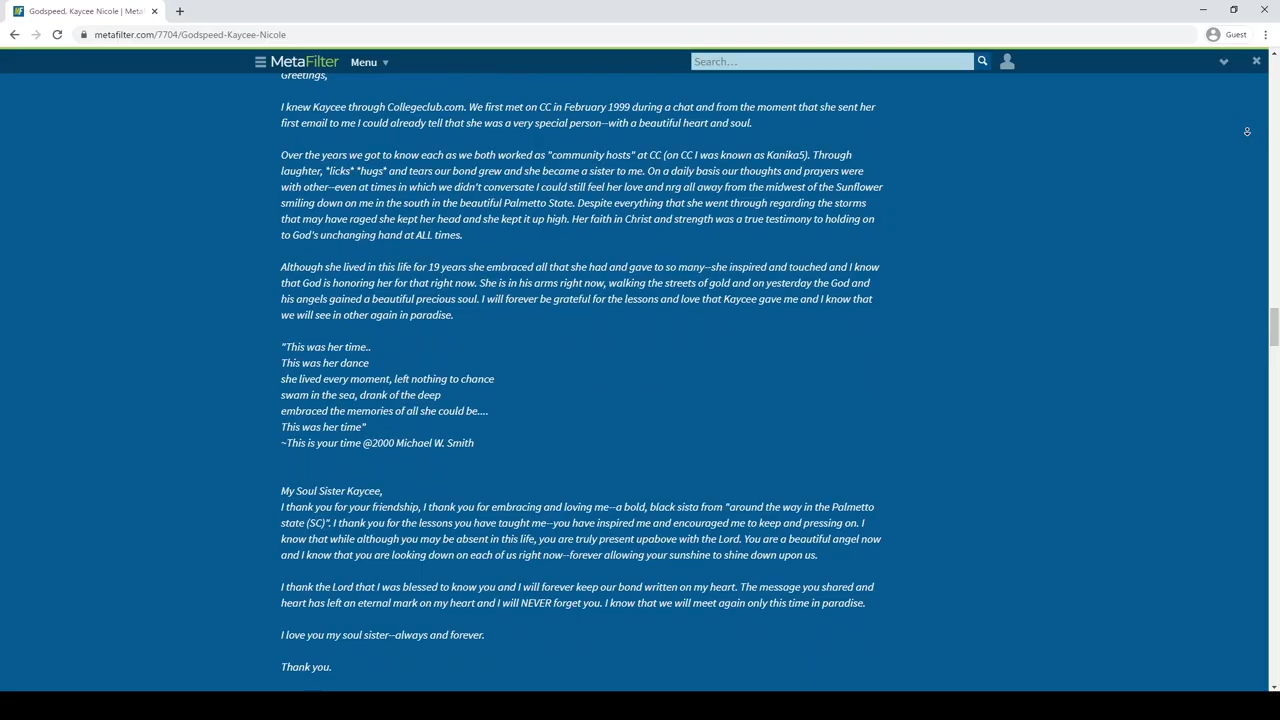 Godspeed, Kaycee Nicole | Meta
metafilter.com/7704/Godspeed-Kaycee-Nicole
Guest
MetaFilter
Menu
Search...
Greetings,
I knew Kaycee through Collegeclub.com. We first met on CC in February 1999 during a chat and from the moment that she sent her
first email to me I could already tell that she was a very special person--with a beautiful heart and soul.
Over the years we got to know each as we both worked as "community hosts" at CC (on CC I was known as Kanika5). Through
laughter, *licks* *hugs* and tears our bond grew and she became a sister to me. On a daily basis our thoughts and prayers were
with other--even at times in which we didn't conversate I could still feel her love and nrg all away from the midwest of the Sunflower
smiling down on me in the south in the beautiful Palmetto State. Despite everything that she went through regarding the storms
that may have raged she kept her head and she kept it up high. Her faith in Christ and strength was a true testimony to holding on
to God's unchanging hand at ALL times.
Although she lived in this life for 19 years she embraced all that she had and gave to so many--she inspired and touched and I know
that God is honoring her for that right now. She is in his arms right now, walking the streets of gold and on yesterday the God and
his angels gained a beautiful precious soul. I will forever be grateful for the lessons and love that Kaycee gave me and I know that
we will see in other again in paradise.
"This was her time..
This was her dance
she lived every moment, left nothing to chance
swam in the sea, drank of the deep
embraced the memories of all she could be....
This was her time"
~This is your time @2000 Michael W. Smith
My Soul Sister Kaycee,
I thank you for your friendship, I thank you for embracing and loving me--a bold, black sista from "around the way in the Palmetto
state (SC)". I thank you for the lessons you have taught me--you have inspired me and encouraged me to keep and pressing on. I
know that while although you may be absent in this life, you are truly present upabove with the Lord. You are a beautiful angel now
and I know that you are looking down on each of us right now--forever allowing your sunshine to shine down upon us.
I thank the Lord that I was blessed to know you and I will forever keep our bond written on my heart. The message you shared and
heart has left an eternal mark on my heart and I will NEVER forget you. I know that we will meet again only this time in paradise.
I love you my soul sister--always and forever.
Thank you.